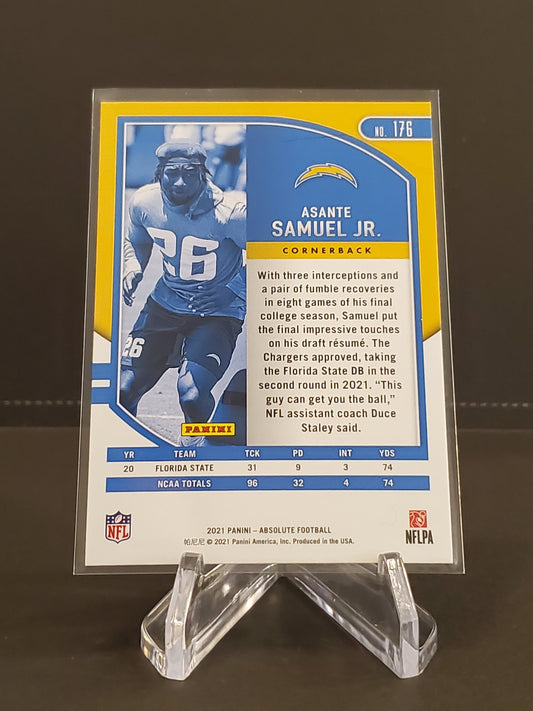 NO. 176
ASANTE
SAMUEL JR.
CORNERBACK
26
26
With three interceptions and
a pair of fumble recoveries
in eight games of his final
college season, Samuel put
the final impressive touches
on his draft résumé. The
Chargers approved, taking
the Florida State DB in the
second round in 2021. “This
guy can get you the ball,”
NFL assistant coach Duce
Staley said.
PANINI
YR TEAM TCK PD INT YDS
20 FLORIDA STATE 31 9 3 74
NCAA TOTALS 96 32 4 74
NFL
2021 PANINI – ABSOLUTE FOOTBALL
帕尼尼 © 2021 Panini America, Inc. Produced in the USA.
NFLPA